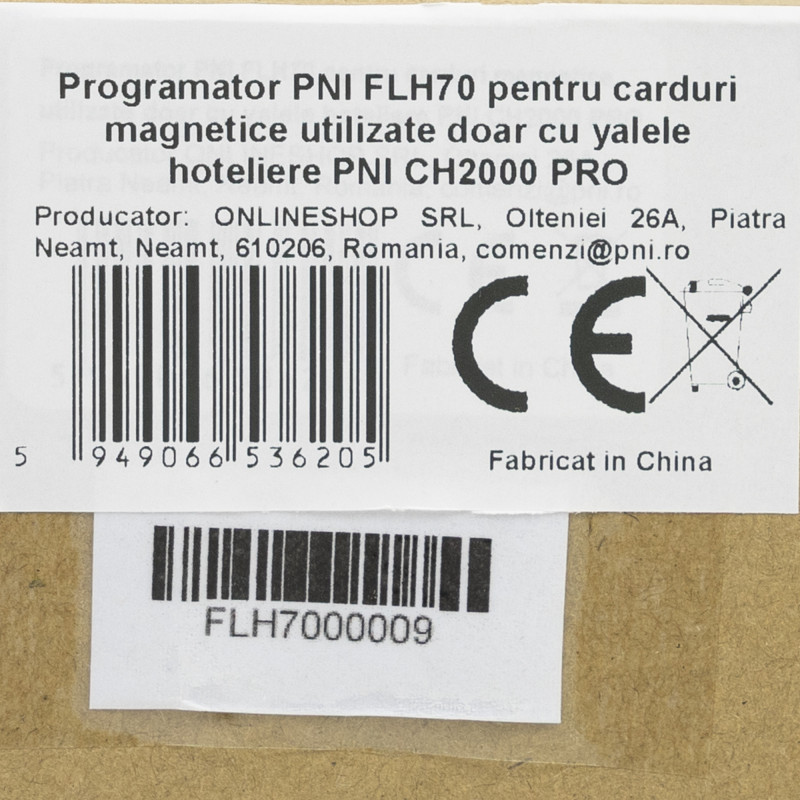 Programator PNI FLH70 pentru carduri
magnetice utilizate doar cu yalele
hoteliere PNI CH2000 PRO
Producator: ONLINESHOP SRL, Olteniei 26A, Piatra
Neamt, Neamt, 610206, Romania, comenzi@pni.ro
CE
5 949066 536205
Fabricat in China
FLH7000009